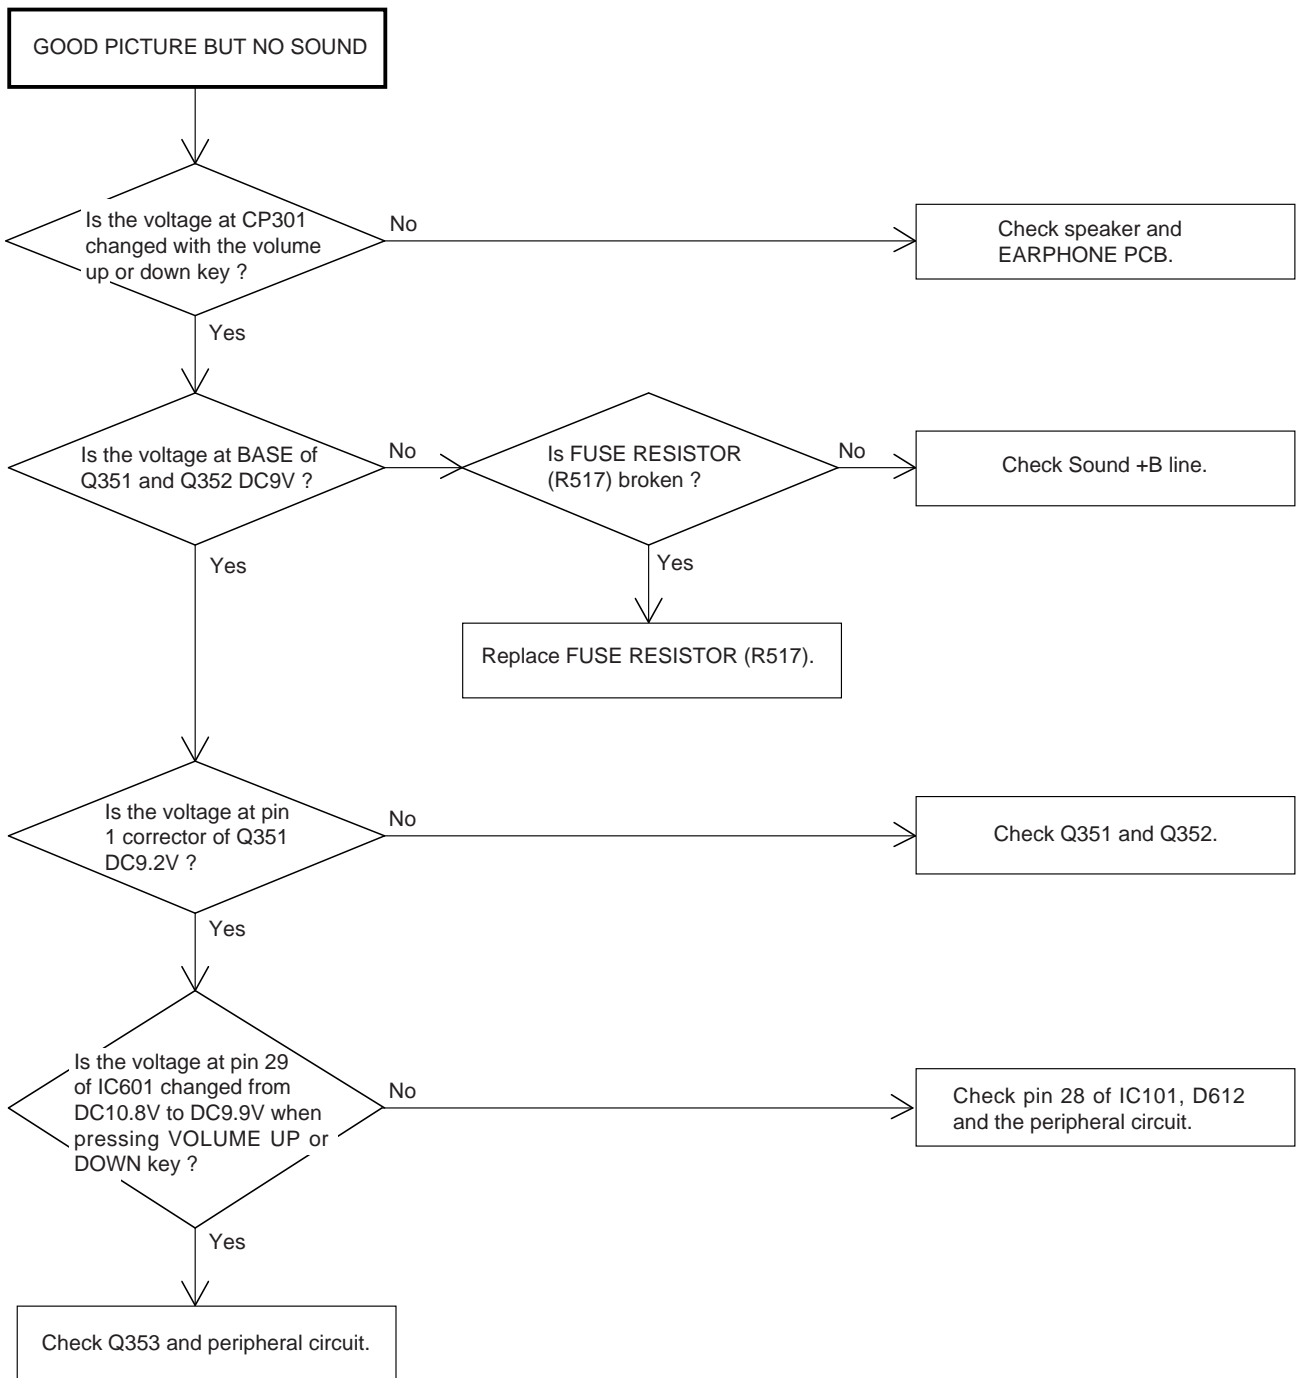 GOOD PICTURE BUT NO SOUND
Is the voltage at CP301
changed with the volume
up or down key ?
No
Check speaker and
EARPHONE PCB.
Yes
Is the voltage at BASE of
Q351 and Q352 DC9V ?
No
Is FUSE RESISTOR
(R517) broken ?
No
Check Sound +B line.
Yes
Yes
Replace FUSE RESISTOR (R517).
Is the voltage at pin
1 corrector of Q351
DC9.2V ?
No
Check Q351 and Q352.
Yes
Is the voltage at pin 29
of IC601 changed from
DC10.8V to DC9.9V when
pressing VOLUME UP or
DOWN key ?
No
Check pin 28 of IC101, D612
and the peripheral circuit.
Yes
Check Q353 and peripheral circuit.